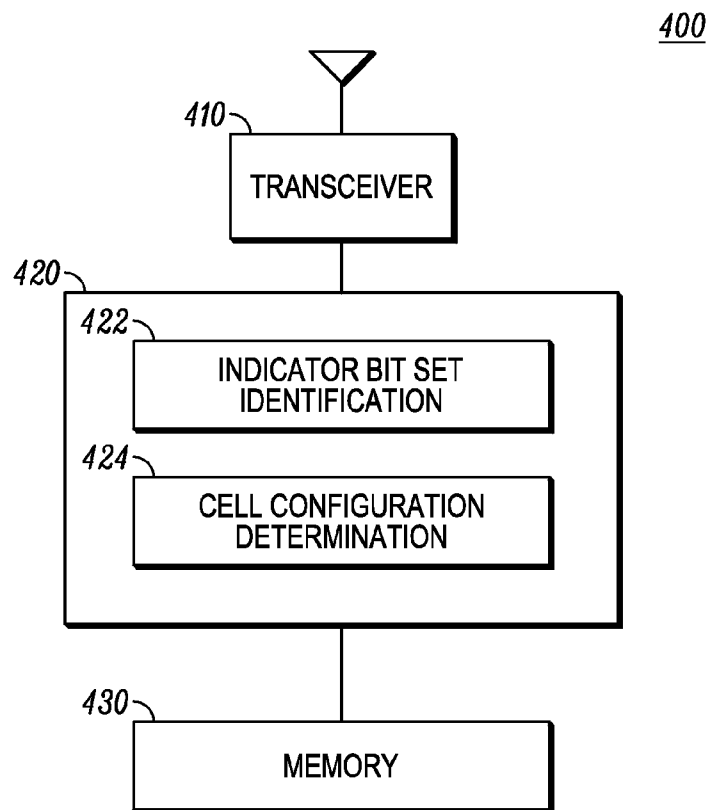 400
410
TRANSCEIVER
420
422
INDICATOR BIT SET
IDENTIFICATION
424
CELL CONFIGURATION
DETERMINATION
430
MEMORY